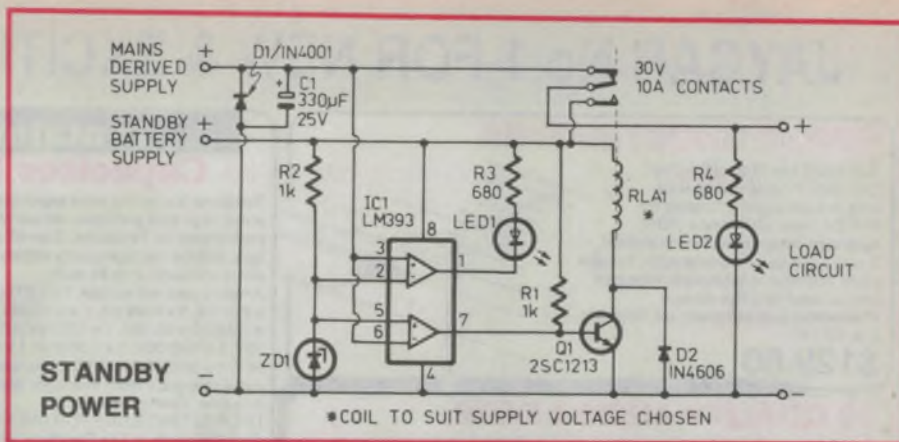 MAINS
DERIVED
SUPPLY
+
D1/IN4001
+
C1
330µF
25V
30V
10A CONTACTS
STANDBY
BATTERY
SUPPLY
+
+
R2
1k
IC1
LM393
8
3
2
1
5
6
7
4
R3
680
LED1
R1
1k
RLA1
*
R4
680
LED2
LOAD
CIRCUIT
ZD1
Q1
2SC1213
D2
IN4606
STANDBY
POWER
-
-
*COIL TO SUIT SUPPLY VOLTAGE CHOSEN